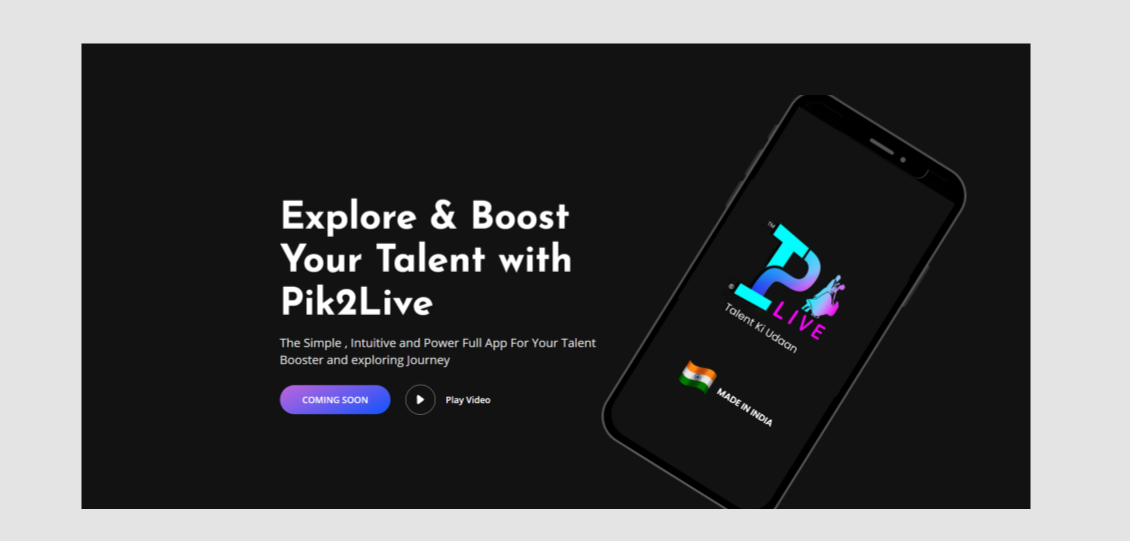 Explore & Boost
Your Talent with
Pik2Live
The Simple , Intuitive and Power Full App For Your Talent
Booster and exploring Journey
COMING SOON
Play Video
TM
®
LIVE
Talent Ki Udaan
MADE IN INDIA